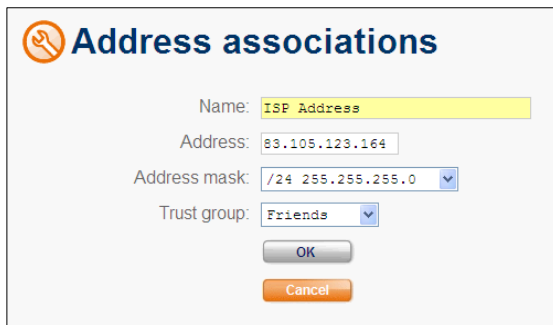 Address associations
Name: ISP Address
Address: 83.105.123.164
Address mask: /24 255.255.255.0
Trust group: Friends
OK
Cancel